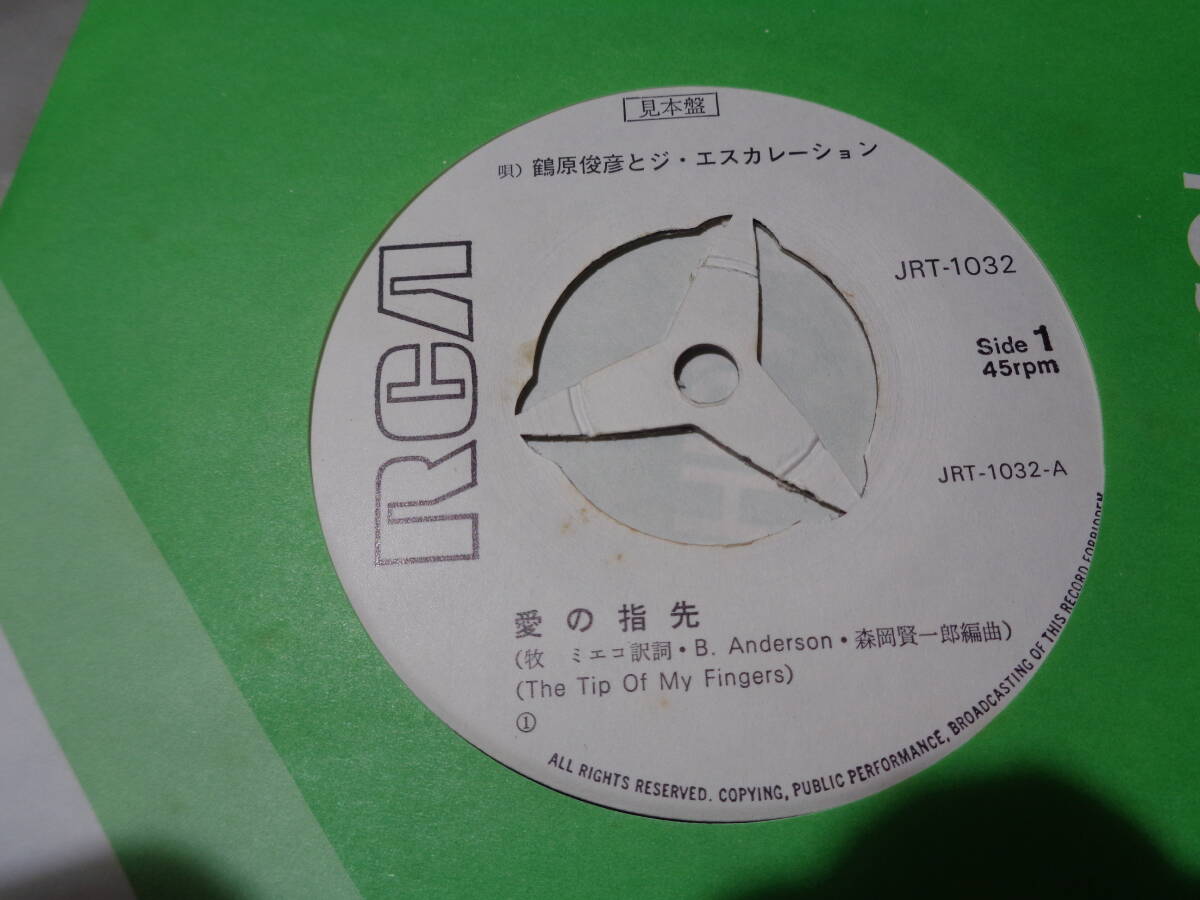 見本盤
唄) 鶴原俊彦とジ・エスカレーション
RCA
JRT-1032
Side 1
45rpm
JRT-1032-A
愛の指先
(牧 ミエコ訳詞・B. Anderson・森岡賢一郎編曲)
(The Tip Of My Fingers)
①
ALL RIGHTS RESERVED. COPYING, PUBLIC PERFORMANCE, BROADCASTING OF THIS RECORD FORBIDDEN